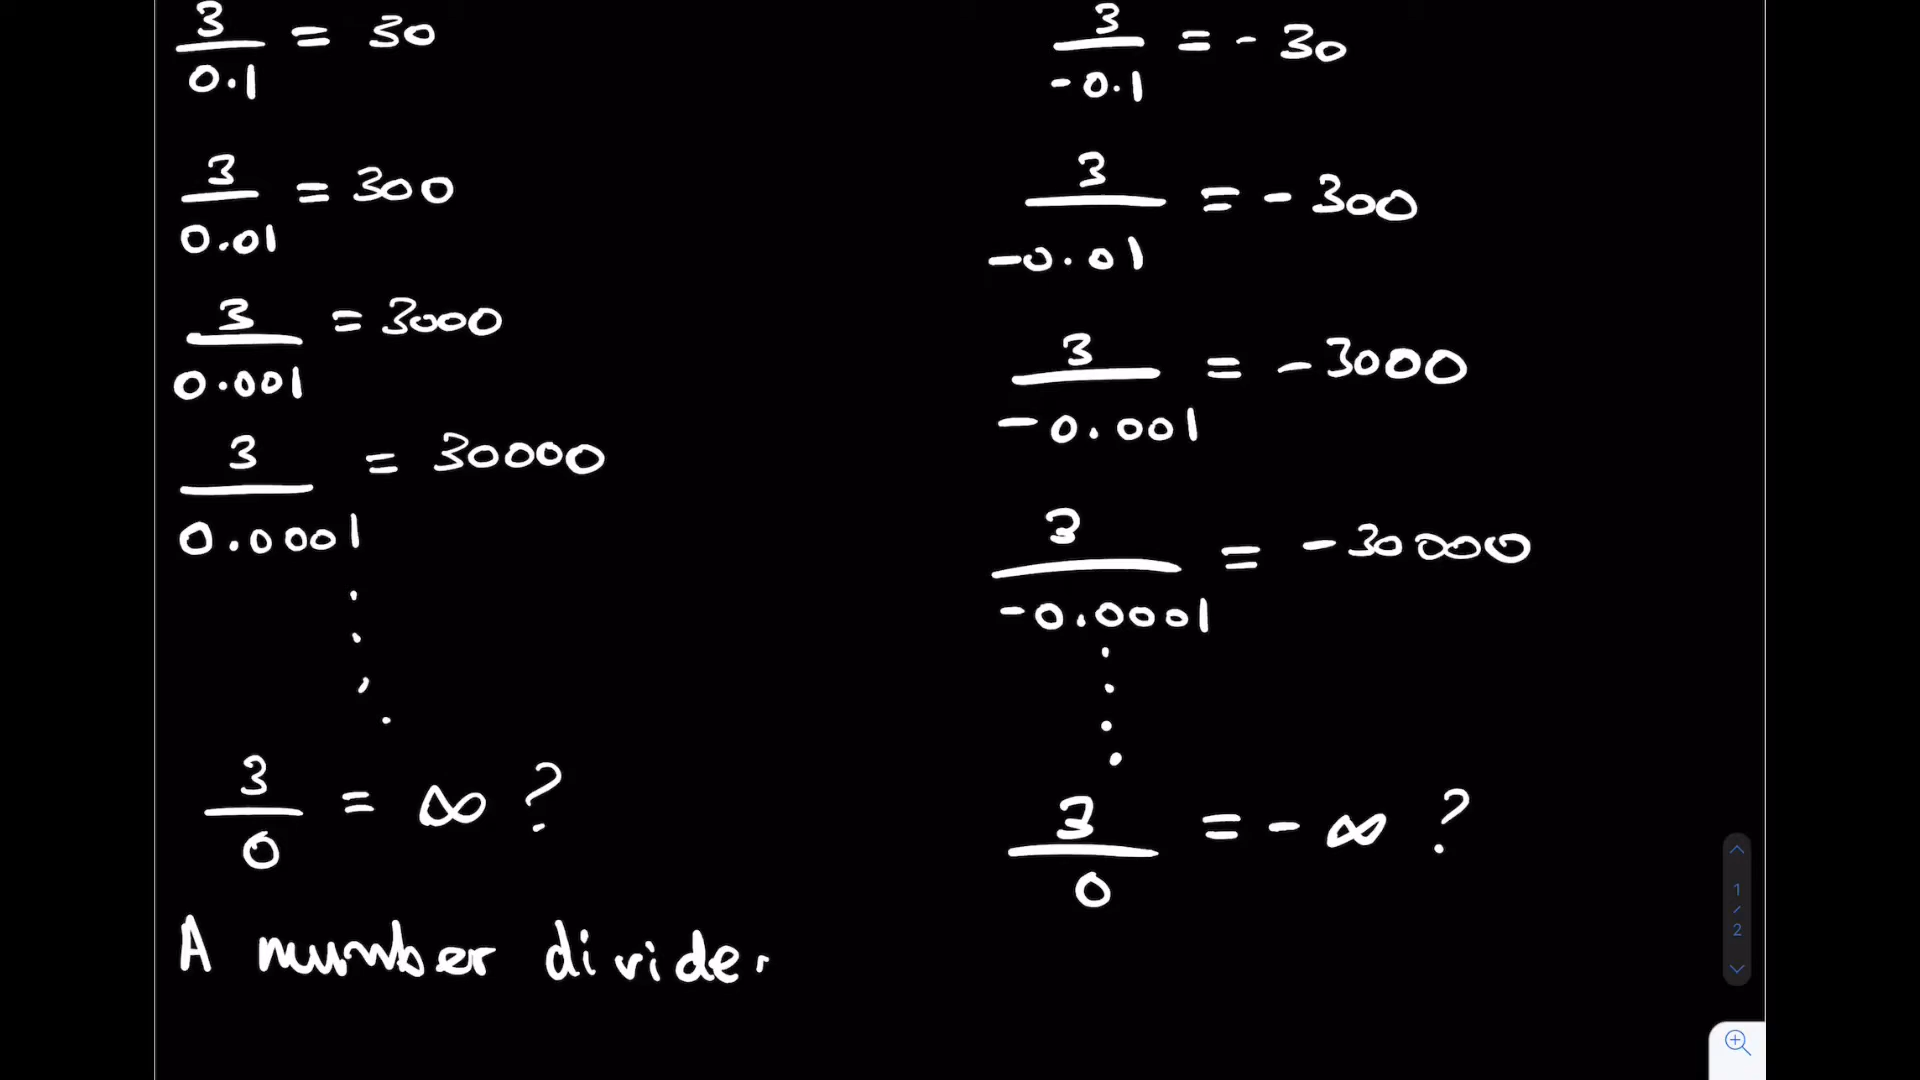 3/0.1 = 30
3/0.01 = 300
3/0.001 = 3000
3/0.0001 = 30000
.
.
.
.
3/0 = ∞ ?
A number divide
3/-0.1 = - 30
3/-0.01 = - 300
3/-0.001 = - 3000
3/-0.0001 = - 30000
.
.
.
.
3/0 = - ∞ ?
1
/
2